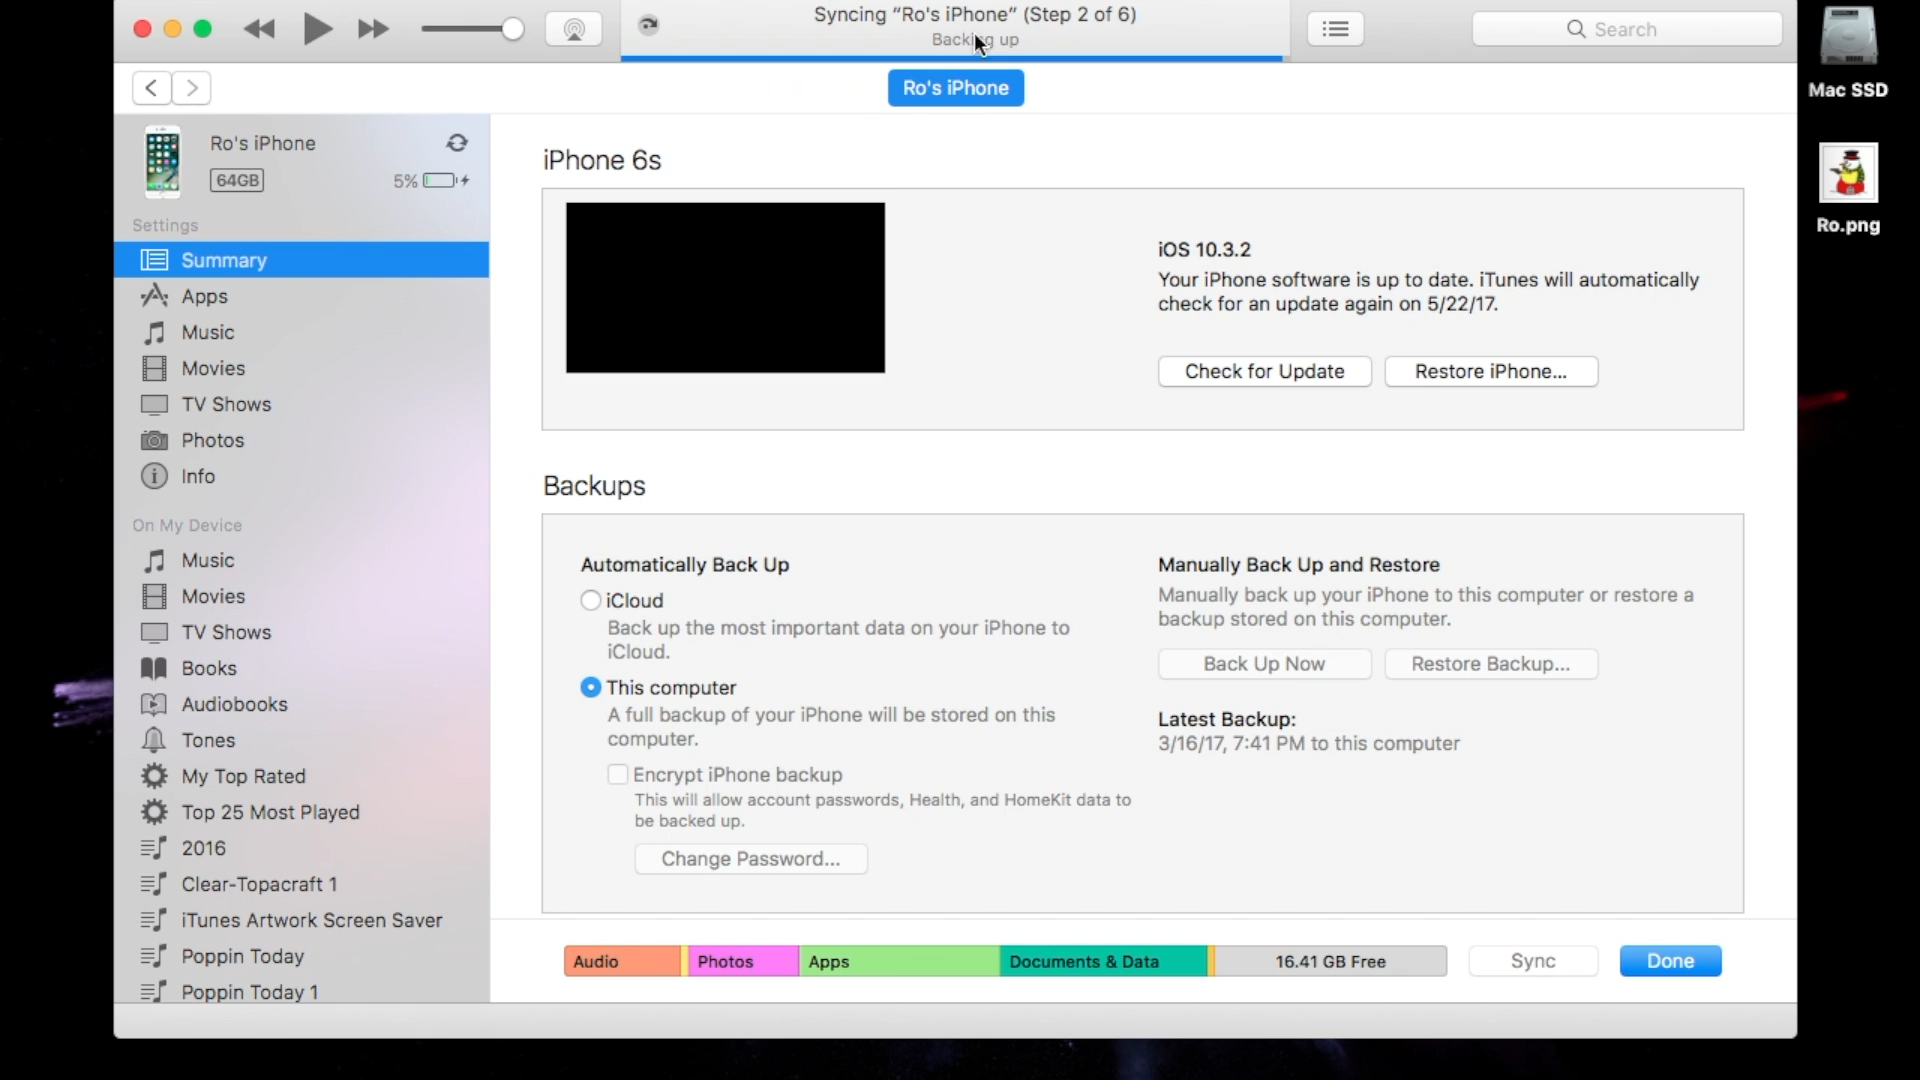 Syncing “Ro's iPhone” (Step 2 of 6)
Backing up
Search
Ro's iPhone
Mac SSD
Ro.png
Ro's iPhone
64GB
5%
Settings
Summary
Apps
Music
Movies
TV Shows
Photos
Info
On My Device
Music
Movies
TV Shows
Books
Audiobooks
Tones
My Top Rated
Top 25 Most Played
2016
Clear-Topacraft 1
iTunes Artwork Screen Saver
Poppin Today
Poppin Today 1
iPhone 6s
iOS 10.3.2
Your iPhone software is up to date. iTunes will automatically
check for an update again on 5/22/17.
Check for Update
Restore iPhone...
Backups
Automatically Back Up
iCloud
Back up the most important data on your iPhone to
iCloud.
This computer
A full backup of your iPhone will be stored on this
computer.
Encrypt iPhone backup
This will allow account passwords, Health, and HomeKit data to
be backed up.
Change Password...
Manually Back Up and Restore
Manually back up your iPhone to this computer or restore a
backup stored on this computer.
Back Up Now
Restore Backup...
Latest Backup:
3/16/17, 7:41 PM to this computer
Audio
Photos
Apps
Documents & Data
16.41 GB Free
Sync
Done